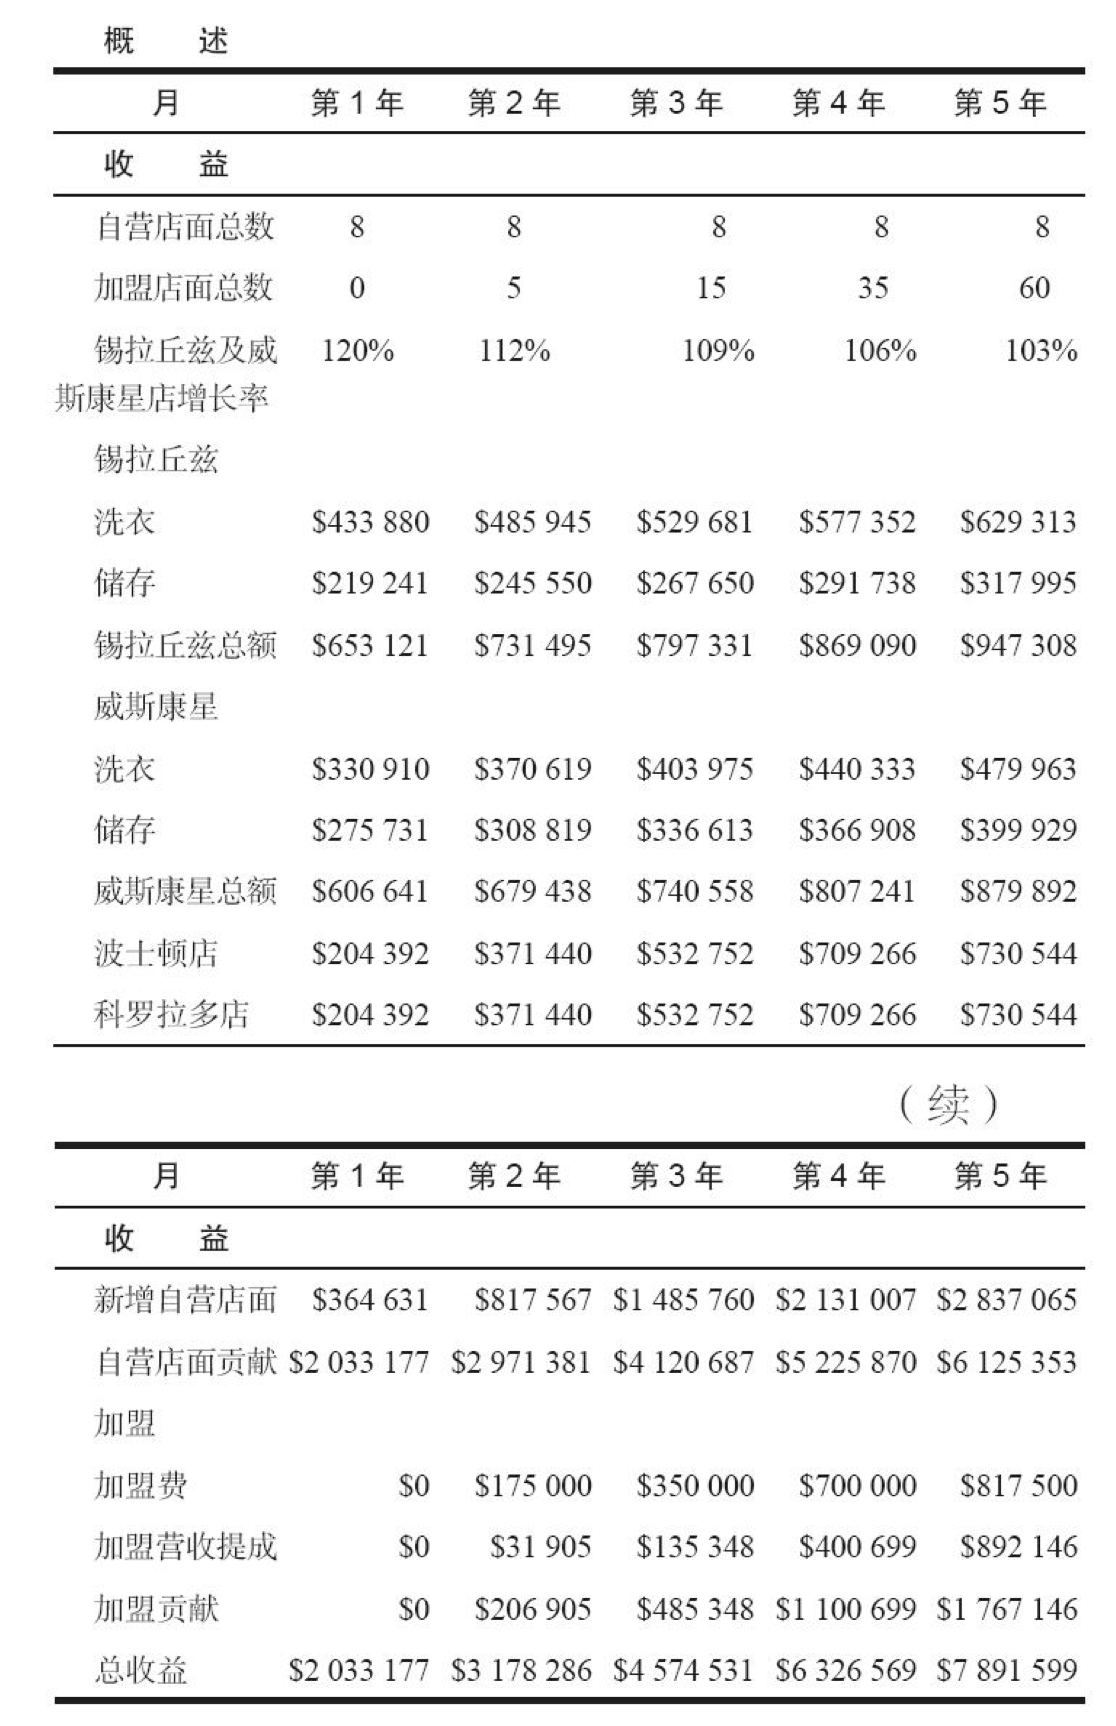 概 述
月 第1年 第2年 第3年 第4年 第5年
收 益
自营店面总数 8 8 8 8 8
加盟店面总数 0 5 15 35 60
锡拉丘兹及威 120% 112% 109% 106% 103%
斯康星店增长率
锡拉丘兹
洗衣 $433 880 $485 945 $529 681 $577 352 $629 313
储存 $219 241 $245 550 $267 650 $291 738 $317 995
锡拉丘兹总额 $653 121 $731 495 $797 331 $869 090 $947 308
威斯康星
洗衣 $330 910 $370 619 $403 975 $440 333 $479 963
储存 $275 731 $308 819 $336 613 $366 908 $399 929
威斯康星总额 $606 641 $679 438 $740 558 $807 241 $879 892
波士顿店 $204 392 $371 440 $532 752 $709 266 $730 544
科罗拉多店 $204 392 $371 440 $532 752 $709 266 $730 544
（续）
月 第1年 第2年 第3年 第4年 第5年
收 益
新增自营店面 $364 631 $817 567 $1 485 760 $2 131 007 $2 837 065
自营店面贡献 $2 033 177 $2 971 381 $4 120 687 $5 225 870 $6 125 353
加盟
加盟费 $0 $175 000 $350 000 $700 000 $817 500
加盟营收提成 $0 $31 905 $135 348 $400 699 $892 146
加盟贡献 $0 $206 905 $485 348 $1 100 699 $1 767 146
总收益 $2 033 177 $3 178 286 $4 574 531 $6 326 569 $7 891 599